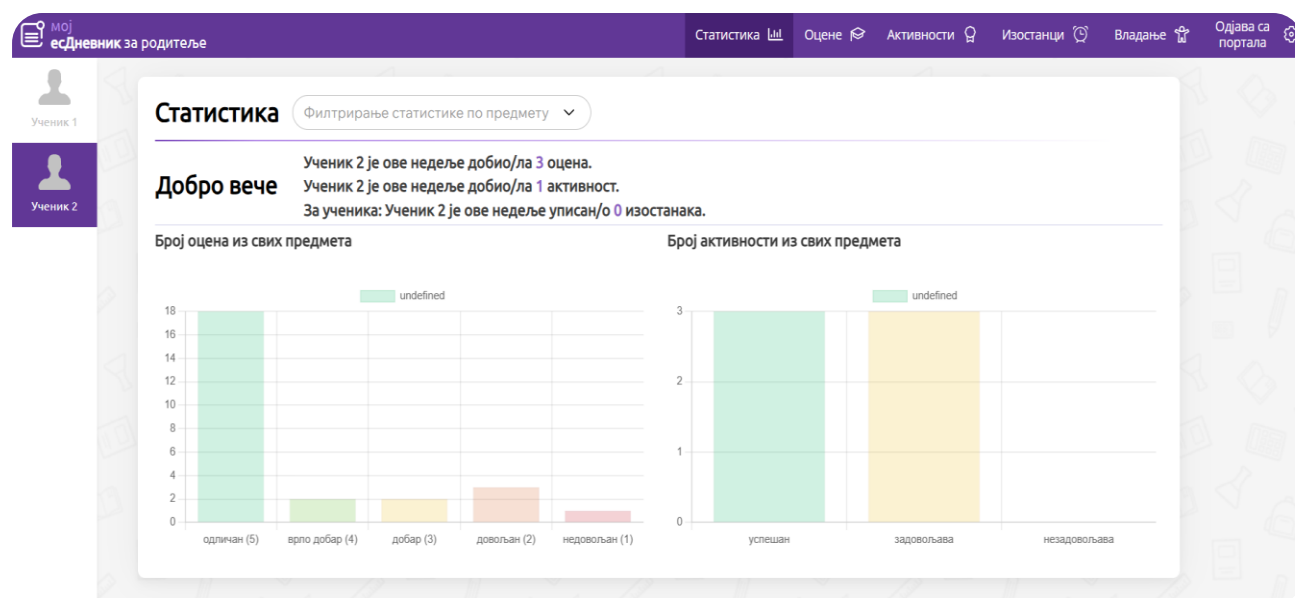 мој
есДневник за родитеље
Статистика
Оцене
Активности
Изостанци
Владање
Одјава са
портала
Ученик 1
Ученик 2
Статистика
Филтрирање статистике по предмету
Добро вече
Ученик 2 је ове недеље добио/ла 3 оцена.
Ученик 2 је ове недеље добио/ла 1 активност.
За ученика: Ученик 2 је ове недеље уписан/о 0 изостанака.
Број оцена из свих предмета
undefined
18
16
14
12
10
8
6
4
2
0
одличан (5)
врло добар (4)
добар (3)
довољан (2)
недовољан (1)
Број активности из свих предмета
undefined
3
2
1
0
успешан
задовољава
незадовољава